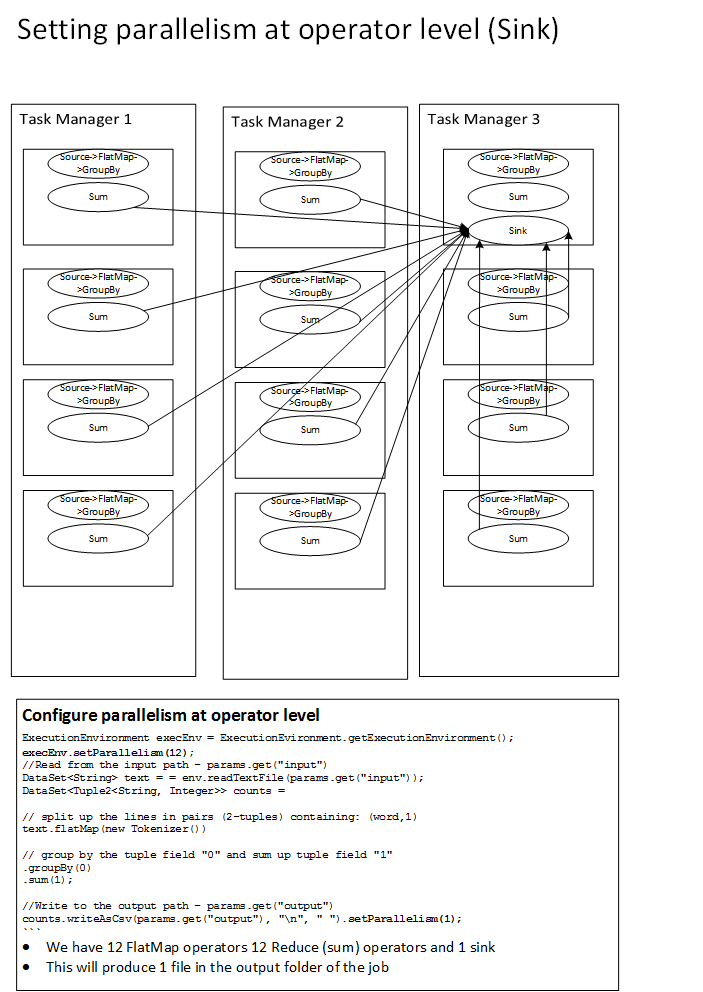 Setting parallelism at operator level (Sink)
Task Manager 1
Task Manager 2
Task Manager 3
Source->FlatMap-
>GroupBy
Sum
Source->FlatMap-
>GroupBy
Sum
Source->FlatMap-
>GroupBy
Sum
Source->FlatMap-
>GroupBy
Sum
Source->FlatMap-
>GroupBy
Sum
Source->FlatMap-
>GroupBy
Sum
Source->FlatMap-
>GroupBy
Sum
Source->FlatMap-
>GroupBy
Sum
Source->FlatMap-
>GroupBy
Sum
Sink
Source->FlatMap-
>GroupBy
Sum
Source->FlatMap-
>GroupBy
Sum
Source->FlatMap-
>GroupBy
Sum
Configure parallelism at operator level
ExecutionEnvironment execEnv = ExecutionEvironment.getExecutionEnvironment();
execEnv.setParallelism(12);
//Read from the input path - params.get("input")
DataSet<String> text = = env.readTextFile(params.get("input"));
DataSet<Tuple2<String, Integer>> counts =
// split up the lines in pairs (2-tuples) containing: (word,1)
text.flatMap(new Tokenizer())
// group by the tuple field "0" and sum up tuple field "1"
.groupBy(0)
.sum(1);
//Write to the output path - params.get("output")
counts.writeAsCsv(params.get("output"), "\n", " ").setParallelism(1);
```
• We have 12 FlatMap operators 12 Reduce (sum) operators and 1 sink
• This will produce 1 file in the output folder of the job